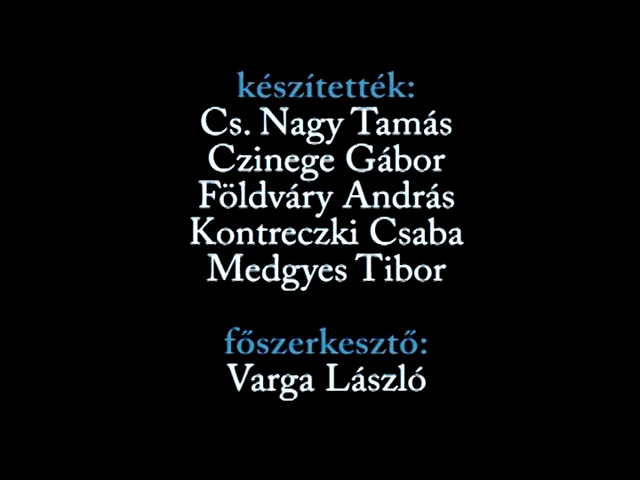 készítették:
Cs. Nagy Tamás
Czinege Gábor
Földváry András
Kontreczki Csaba
Medgyes Tibor
főszerkesztő:
Varga László